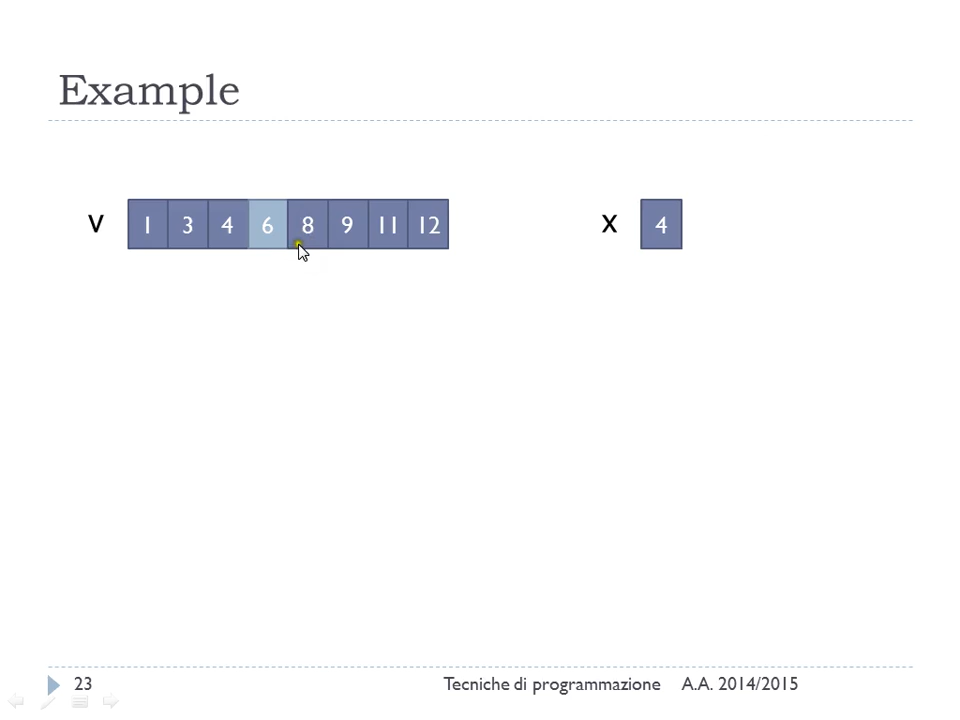 Example
v 1 3 4 6 8 9 11 12 x 4
23 Tecniche di programmazione A.A. 2014/2015